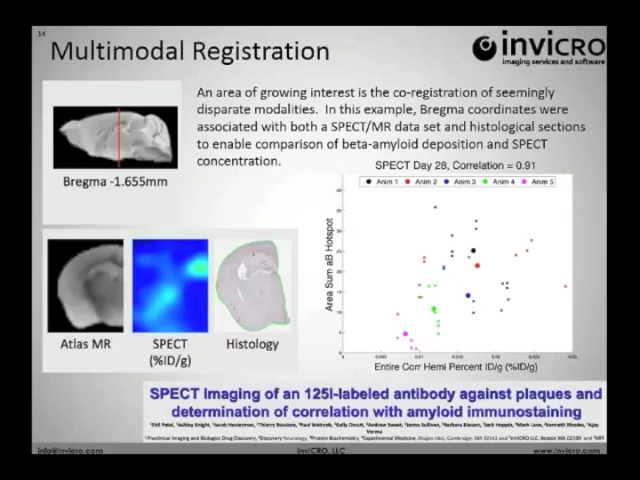 14
Multimodal Registration
invicro
imaging services and software
An area of growing interest is the co-registration of seemingly
disparate modalities. In this example, Bregma coordinates were
associated with both a SPECT/MR data set and histological sections
to enable comparison of beta-amyloid deposition and SPECT
concentration.
Bregma -1.655mm
SPECT Day 28, Correlation = 0.91
Anim 1 Anim 2 Anim 3 Anim 4 Anim 5
Area Sum aB Hotspot
Entire Corr Hemi Percent ID/g (%ID/g)
Atlas MR
SPECT
(%ID/g)
Histology
SPECT Imaging of an 125I-labeled antibody against plaques and
determination of correlation with amyloid immunostaining
info@invicro.com
inviCRO, LLC
www.invicro.com